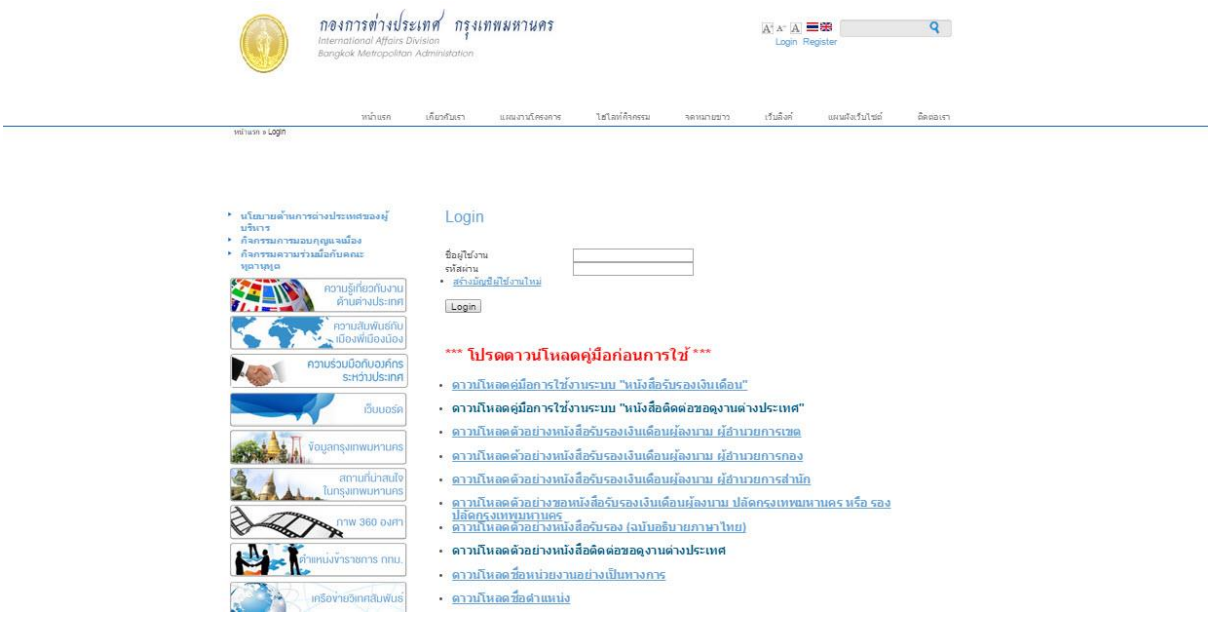 กองการต่างประเทศ กรุงเทพมหานคร
International Affairs Division
Bangkok Metropolitan Administation
A+ A- A
Login Register
หน้าแรก เกี่ยวกับเรา แผนงานโครงการ ไฮไลท์กิจกรรม จดหมายข่าว เว็บลิงค์ แผนผังเว็บไซต์ ติดต่อเรา
หน้าแรก » Login
นโยบายด้านการต่างประเทศของผู้
บริหาร
กิจกรรมการมอบกุญแจเมือง
กิจกรรมความร่วมมือกับคณะ
ทูตานุทูต
ความรู้เกี่ยวกับงาน
ด้านต่างประเทศ
ความสัมพันธ์กับ
เมืองพี่เมืองน้อง
ความร่วมมือกับองค์กร
ระหว่างประเทศ
เว็บบอร์ด
ข้อมูลกรุงเทพมหานคร
สถานที่น่าสนใจ
ในกรุงเทพมหานคร
ภาพ 360 องศา
ตำแหน่งข้าราชการ กทม.
เครือข่ายวิเทศสัมพันธ์
Login
ชื่อผู้ใช้งาน
รหัสผ่าน
สร้างบัญชีผู้ใช้งานใหม่
Login
*** โปรดดาวน์โหลดคู่มือก่อนการใช้ ***
ดาวน์โหลดคู่มือการใช้งานระบบ "หนังสือรับรองเงินเดือน"
ดาวน์โหลดคู่มือการใช้งานระบบ "หนังสือติดต่อขอดูงานต่างประเทศ"
ดาวน์โหลดตัวอย่างหนังสือรับรองเงินเดือนผู้ลงนาม ผู้อำนวยการเขต
ดาวน์โหลดตัวอย่างหนังสือรับรองเงินเดือนผู้ลงนาม ผู้อำนวยการกอง
ดาวน์โหลดตัวอย่างหนังสือรับรองเงินเดือนผู้ลงนาม ผู้อำนวยการสำนัก
ดาวน์โหลดตัวอย่างขอหนังสือรับรองเงินเดือนผู้ลงนาม ปลัดกรุงเทพมหานคร หรือ รอง
ปลัดกรุงเทพมหานคร
ดาวน์โหลดตัวอย่างหนังสือรับรอง (ฉบับอธิบายภาษาไทย)
ดาวน์โหลดตัวอย่างหนังสือติดต่อขอดูงานต่างประเทศ
ดาวน์โหลดชื่อหน่วยงานอย่างเป็นทางการ
ดาวน์โหลดชื่อตำแหน่ง